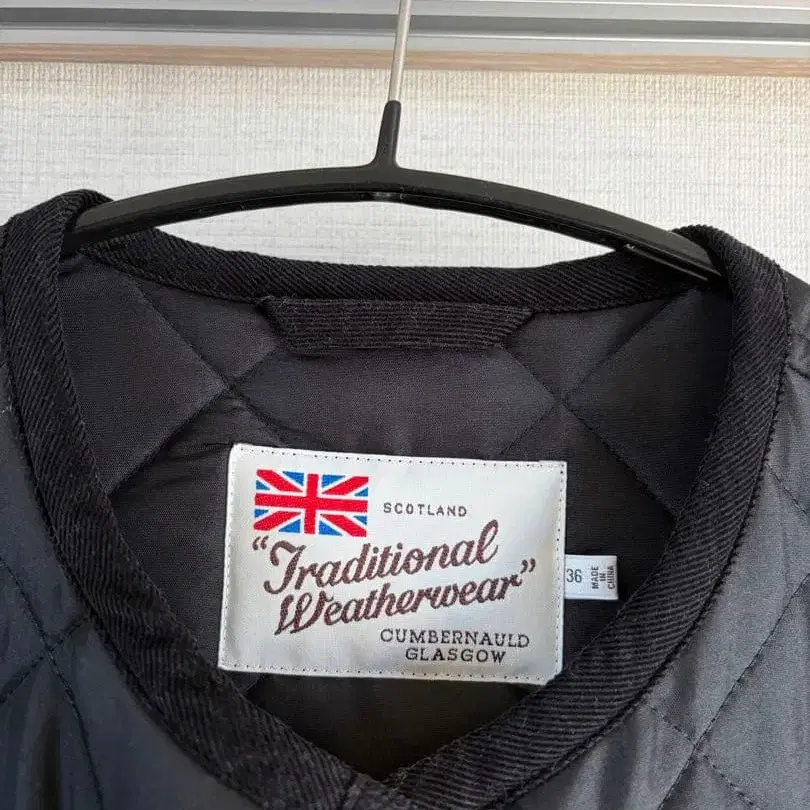 SCOTLAND
"Traditional
Weatherwear"
CUMBERNAULD
GLASGOW
36
MADE
IN
CHINA